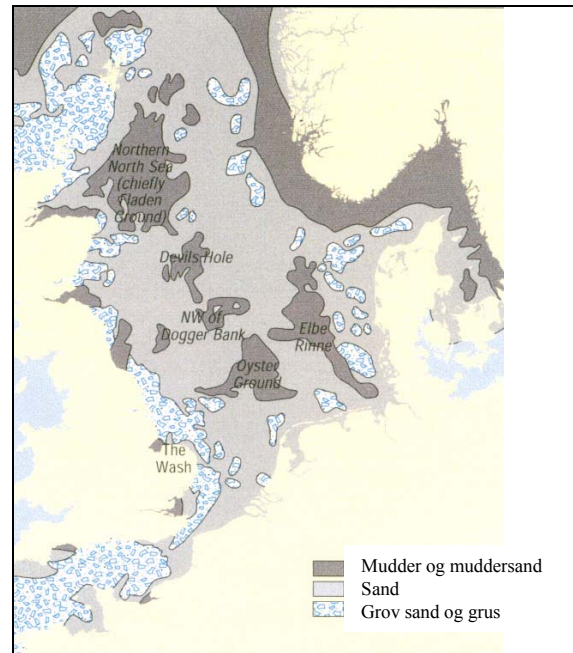 Northern
North Sea
(chiefly
Fladen
Ground)
Devils Hole
NW of
Dogger Bank
Elbe
Rinne
Oyster
Ground
The
Wash
Mudder og muddersand
Sand
Grov sand og grus